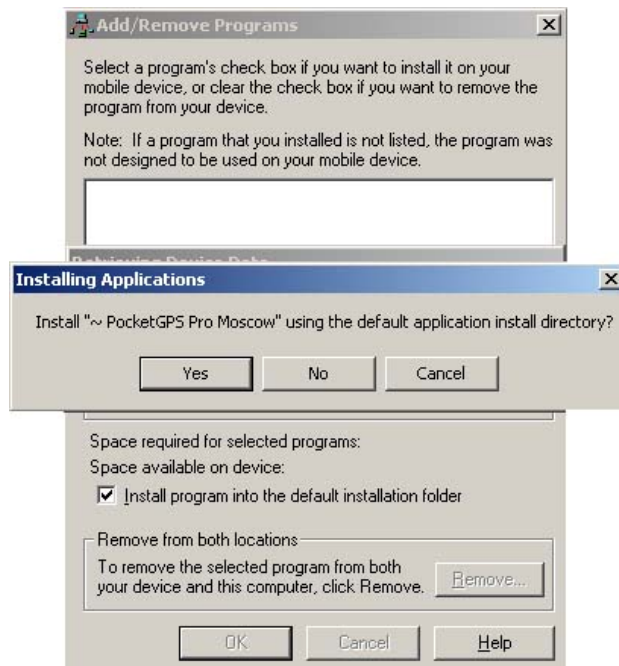 Add/Remove Programs
Select a program's check box if you want to install it on your
mobile device, or clear the check box if you want to remove the
program from your device.
Note: If a program that you installed is not listed, the program was
not designed to be used on your mobile device.
Retrieving Device Data
Installing Applications
Install "~ PocketGPS Pro Moscow" using the default application install directory?
Yes No Cancel
Space required for selected programs:
Space available on device:
Install program into the default installation folder
Remove from both locations
To remove the selected program from both
your device and this computer, click Remove.
Remove...
OK Cancel Help